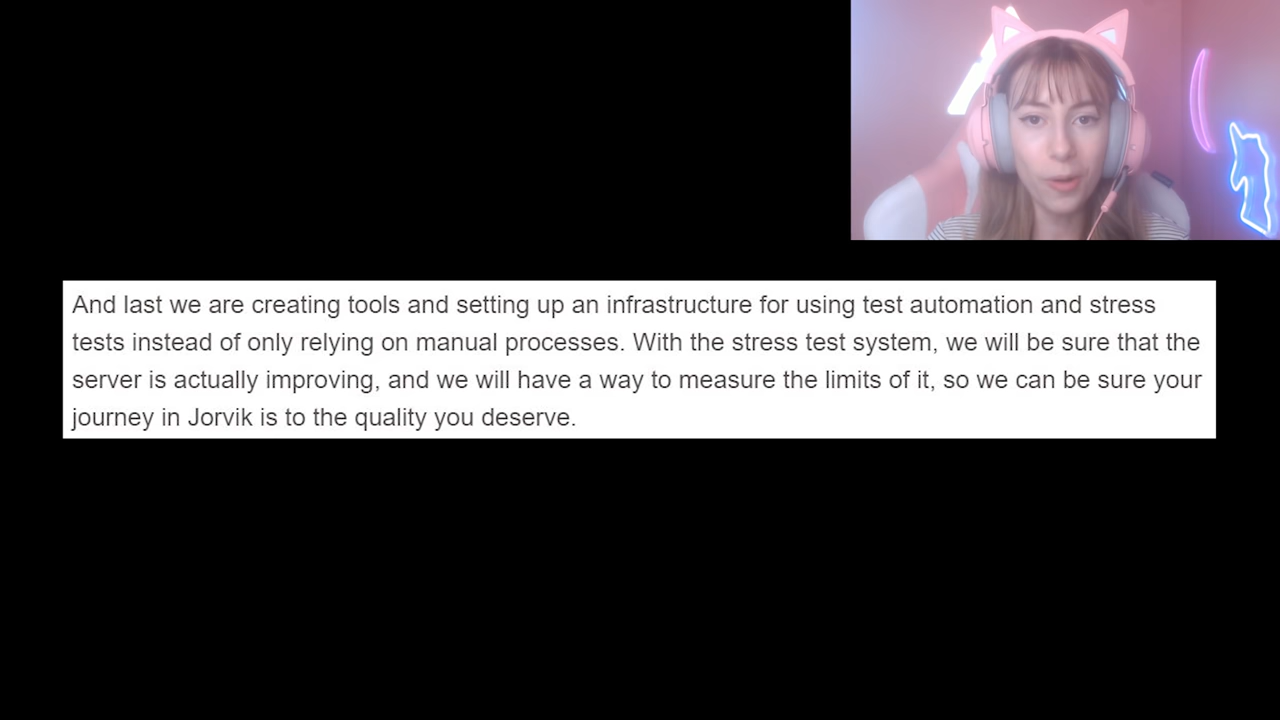 And last we are creating tools and setting up an infrastructure for using test automation and stress
tests instead of only relying on manual processes. With the stress test system, we will be sure that the
server is actually improving, and we will have a way to measure the limits of it, so we can be sure your
journey in Jorvik is to the quality you deserve.